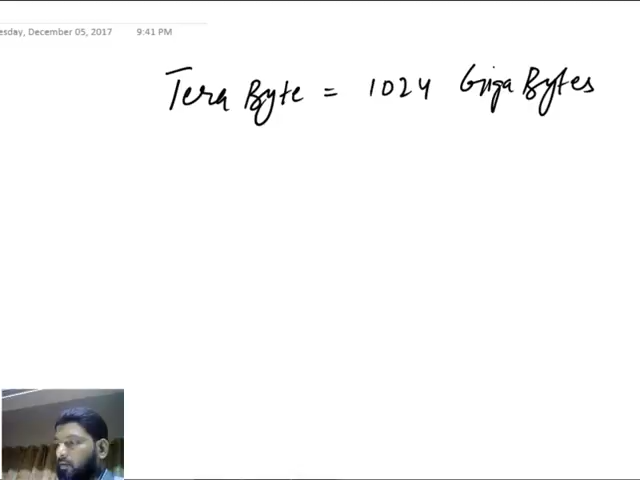 esday, December 05, 2017 9:41 PM
Tera Byte = 1024 Giga Bytes